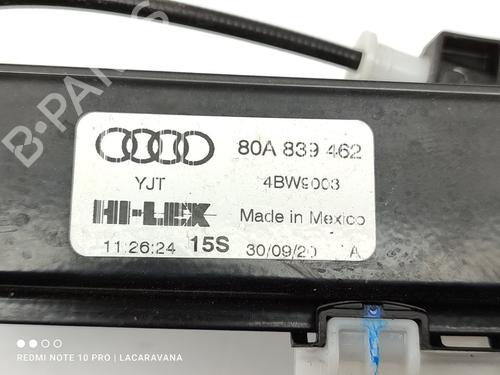 80A 839 462
YJT 4BW9003
HI-LEX Made in Mexico
11:26:24 15S 30/09/20 A
B-PARTS
REDMI NOTE 10 PRO | LACARAVANA